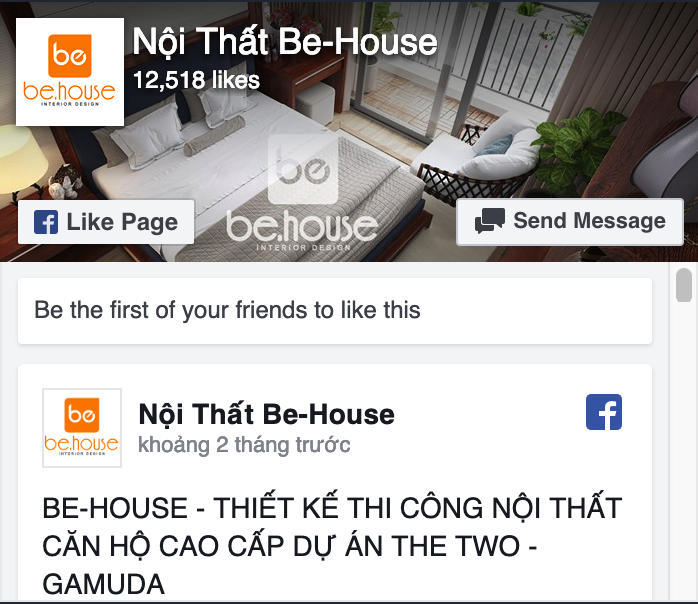 be
be.house
INTERIOR DESIGN
Nội Thất Be-House
12,518 likes
be
be.house
INTERIOR DESIGN
Like Page
Send Message
Be the first of your friends to like this
be
be.house
INTERIOR DESIGN
Nội Thất Be-House
khoảng 2 tháng trước
BE-HOUSE - THIẾT KẾ THI CÔNG NỘI THẤT
CĂN HỘ CAO CẤP DỰ ÁN THE TWO -
GAMUDA